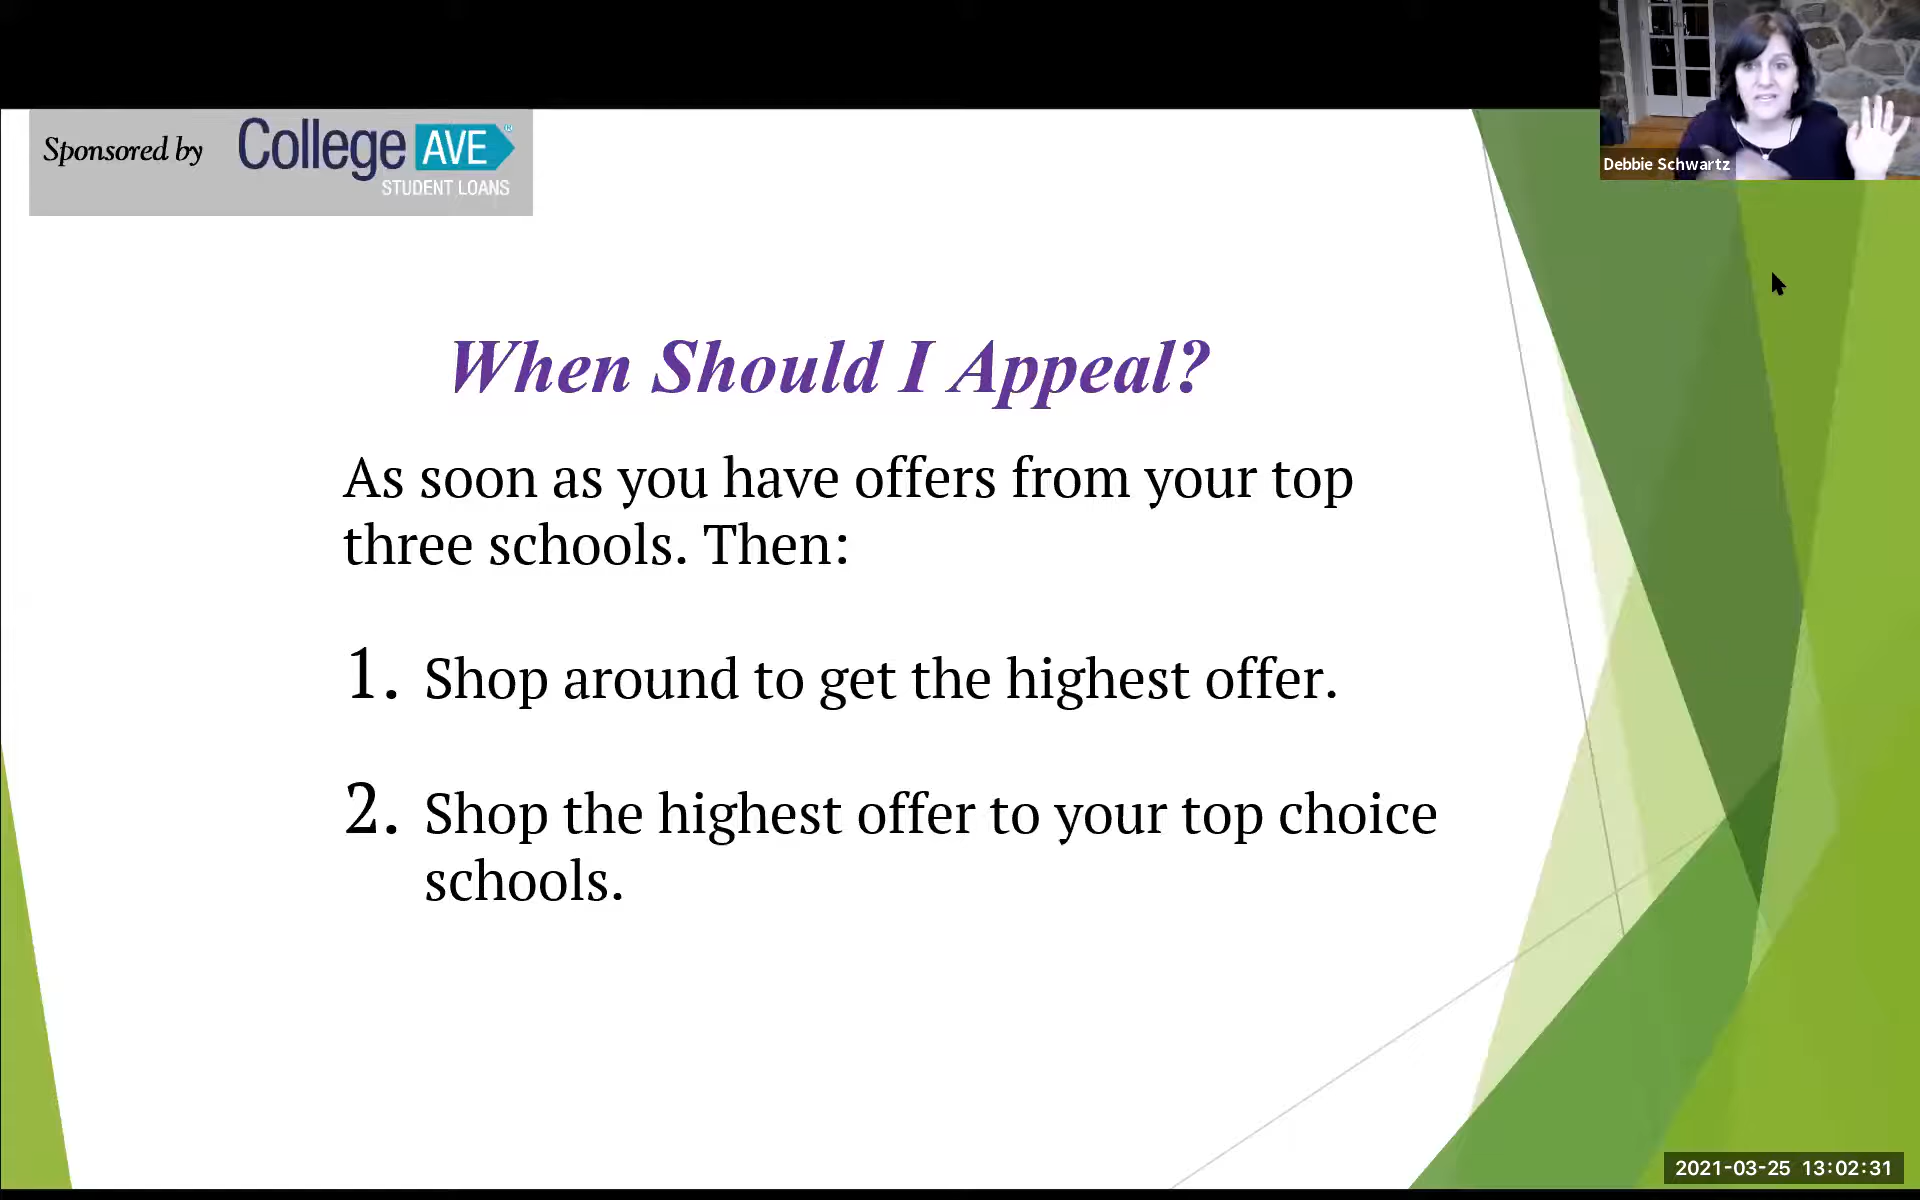 Sponsored by College AVE®
STUDENT LOANS
Debbie Schwartz
When Should I Appeal?
As soon as you have offers from your top
three schools. Then:
1. Shop around to get the highest offer.
2. Shop the highest offer to your top choice
schools.
2021-03-25 13:02:31